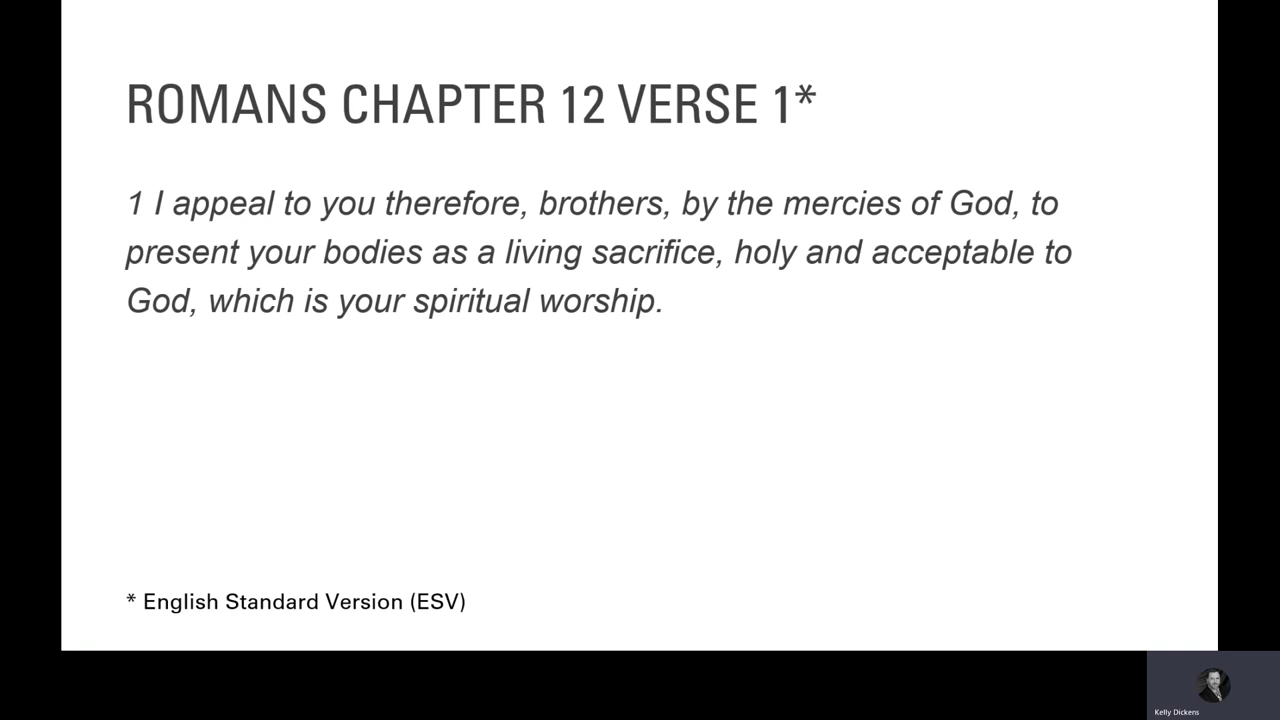 ROMANS CHAPTER 12 VERSE 1*
1 I appeal to you therefore, brothers, by the mercies of God, to
present your bodies as a living sacrifice, holy and acceptable to
God, which is your spiritual worship.
* English Standard Version (ESV)
Kelly Dickens